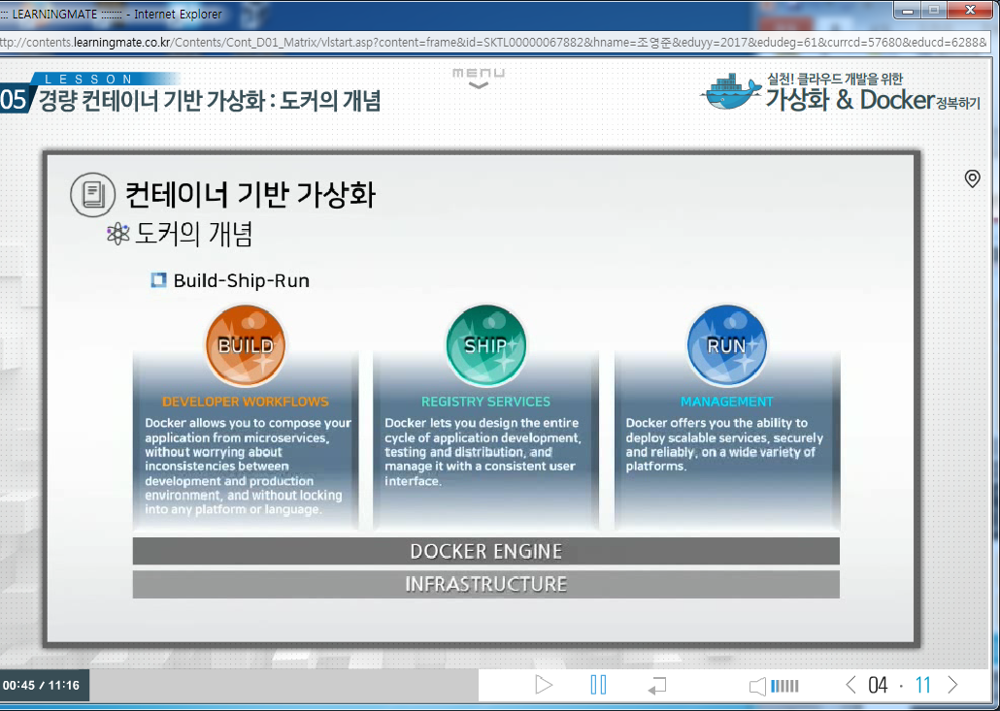 ::: LEARNINGMATE :::::::: - Internet Explorer
ttp://contents.learningmate.co.kr/Contents/Cont_D01_Matrix/vlstart.asp?content=frame&id=SKTL00000067882&hname=조영준&eduyy=2017&edudeg=61&currcd=57680&educd=6288&
LESSON
05 경량 컨테이너 기반 가상화 : 도커의 개념
MENU
실전! 클라우드 개발을 위한
가상화 & Docker정복하기
컨테이너 기반 가상화
도커의 개념
Build-Ship-Run
BUILD
DEVELOPER WORKFLOWS
Docker allows you to compose your
application from microservices,
without worrying about
inconsistencies between
development and production
environment, and without locking
into any platform or language.
SHIP
REGISTRY SERVICES
Docker lets you design the entire
cycle of application development,
testing and distribution, and
manage it with a consistent user
interface.
RUN
MANAGEMENT
Docker offers you the ability to
deploy scalable services, securely
and reliably, on a wide variety of
platforms.
DOCKER ENGINE
INFRASTRUCTURE
00:45 / 11:16
04 · 11